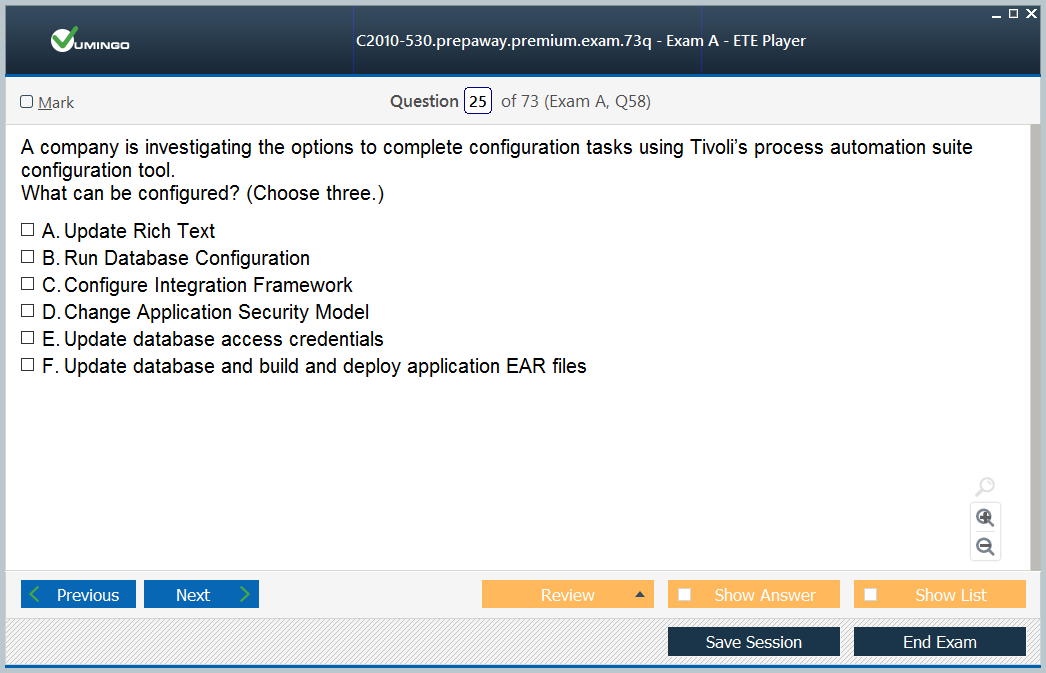 VUMINGO
C2010-530.prepaway.premium.exam.73q - Exam A - ETE Player
Mark
Question 25 of 73 (Exam A, Q58)
A company is investigating the options to complete configuration tasks using Tivoli's process automation suite
configuration tool.
What can be configured? (Choose three.)
A. Update Rich Text
B. Run Database Configuration
C. Configure Integration Framework
D. Change Application Security Model
E. Update database access credentials
F. Update database and build and deploy application EAR files
Previous
Next
Review
Show Answer
Show List
Save Session
End Exam